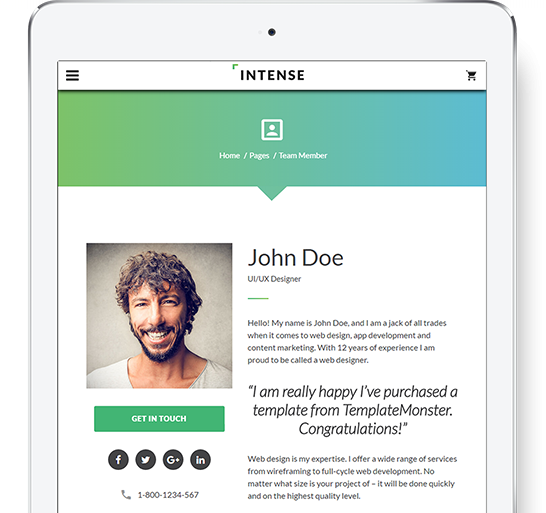 INTENSE
Home / Pages / Team Member
John Doe
UI/UX Designer
Hello! My name is John Doe, and I am a jack of all trades
when it comes to web design, app development and
content marketing. With 12 years of experience I am
proud to be called a web designer.
“I am really happy I’ve purchased a
template from TemplateMonster.
Congratulations!”
GET IN TOUCH
Web design is my expertise. I offer a wide range of services
from wireframing to full-cycle web development. No
matter what size is your project of – it will be done quickly
and on the highest quality level.
f
G+
in
1-800-1234-567